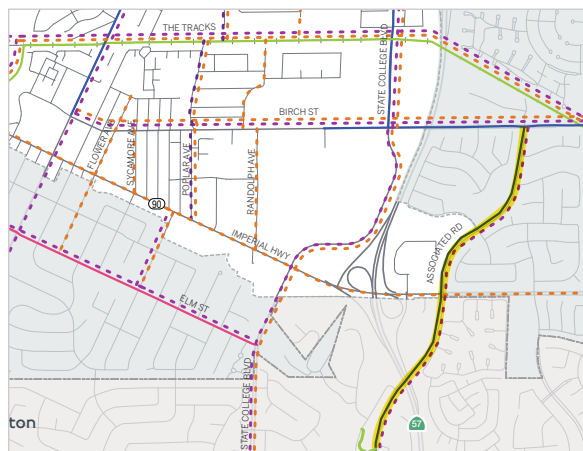 THE TRACKS
STATE COLLEGE BLVD
BIRCH ST
FLOWER AVE
SYCAMORE AVE
POPLAR AVE
RANDOLPH AVE
90
IMPERIAL HWY
ASSOCIATED RD
ELM ST
STATE COLLEGE BLVD
ton
57